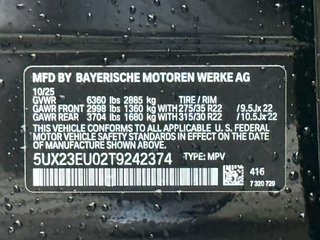 MFD BY BAYERISCHE MOTOREN WERKE AG
10/25
GVWR 6360 lbs 2885 kg TIRE / RIM
GAWR FRONT 2998 lbs 1360 kg 275/35 R22 / 9.5Jx22
GAWR REAR 3704 lbs 1680 kg 315/30 R22 / 10.5Jx22
THIS VEHICLE CONFORMS TO ALL APPLICABLE U.S. FEDERAL
MOTOR VEHICLE SAFETY STANDARDS IN EFFECT ON THE DATE
OF MANUFACTURE SHOWN ABOVE.
5UX23EU02T9242374 TYPE: MPV
416
7 320 729